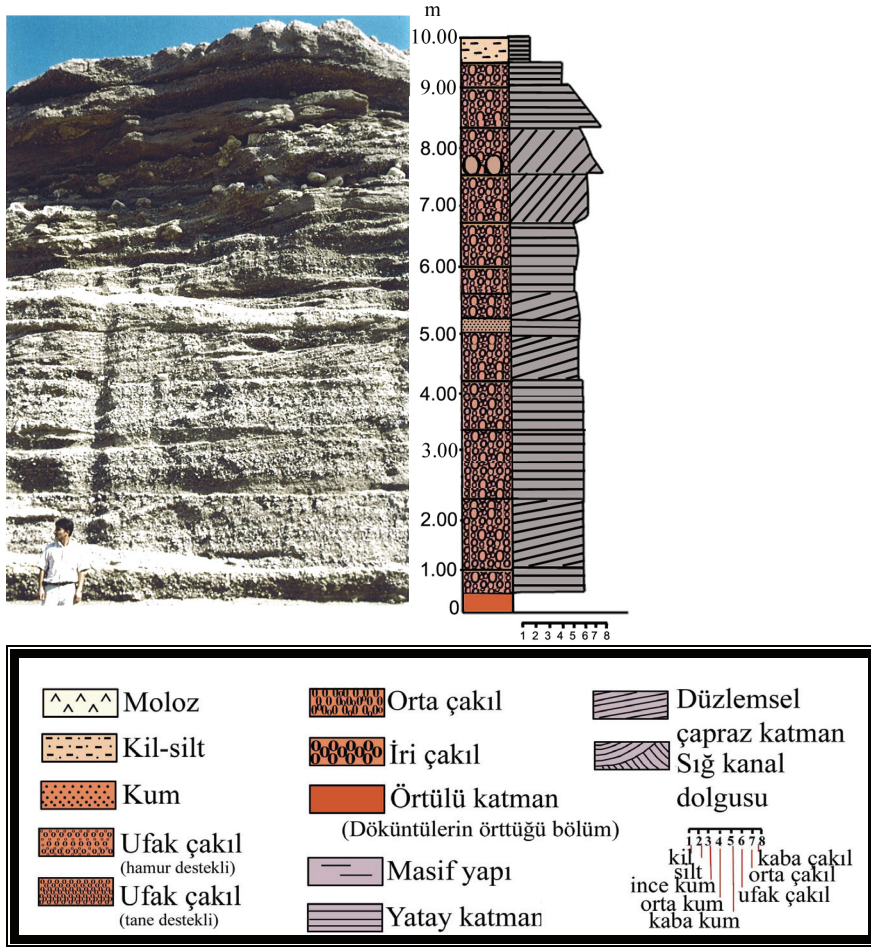 m
10.00
9.00
8.00
7.00
6.00
5.00
4.00
3.00
2.00
1.00
0
1 2 3 4 5 6 7 8
Moloz
Kil-silt
Kum
Ufak çakıl
(hamur destekli)
Ufak çakıl
(tane destekli)
Orta çakıl
İri çakıl
Örtülü katman
(Döküntülerin örttüğü bölüm)
Masif yapı
Yatay katman
Düzlemsel
çapraz katman
Sığ kanal
dolgusu
1 2 3 4 5 6 7 8
kil
silt
ince kum
orta kum
kaba kum
kaba çakıl
orta çakıl
ufak çakıl